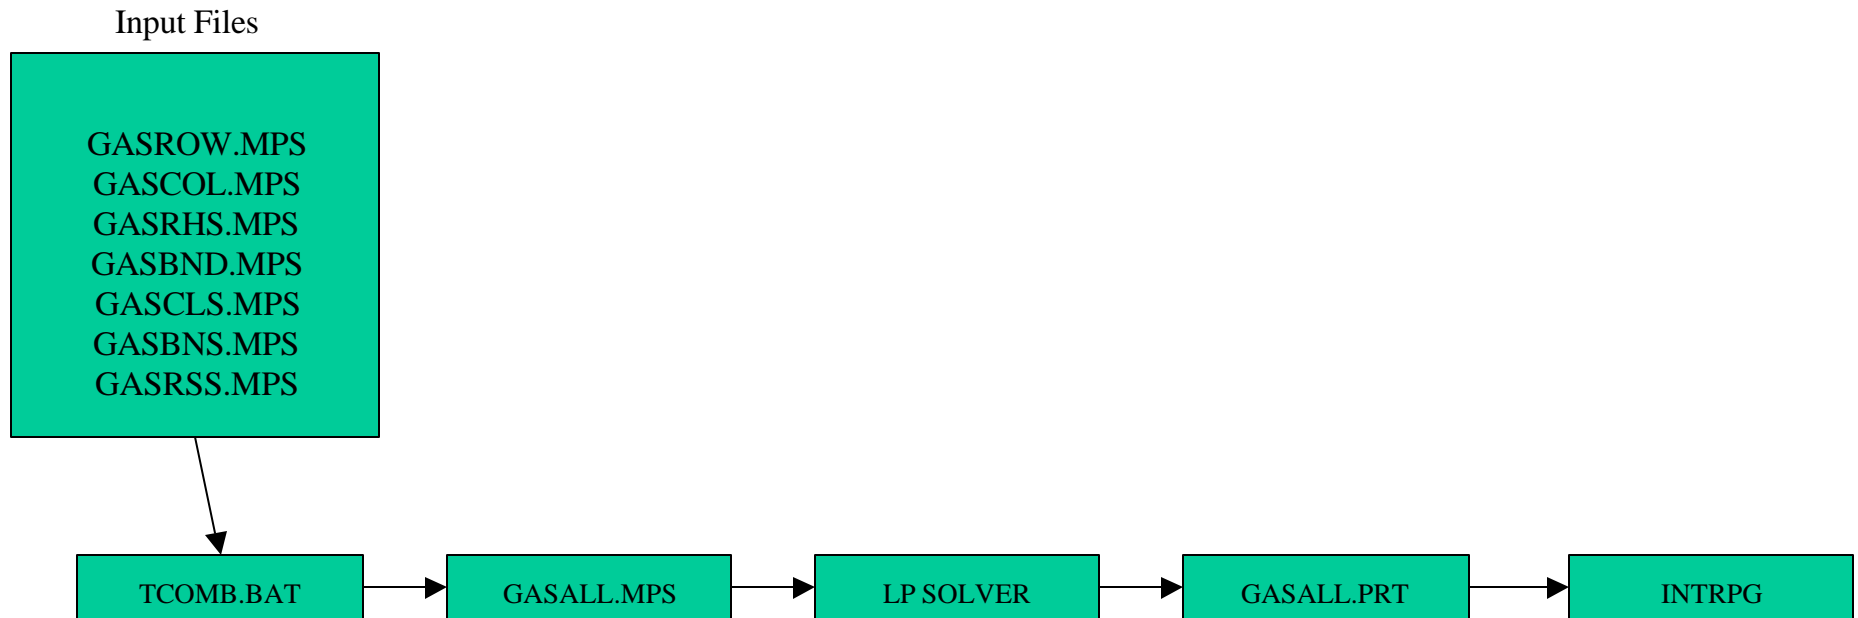 Input Files
GASROW.MPS
GASCOL.MPS
GASRHS.MPS
GASBND.MPS
GASCLS.MPS
GASBNS.MPS
GASRSS.MPS
TCOMB.BAT
GASALL.MPS
LP SOLVER
GASALL.PRT
INTRPG